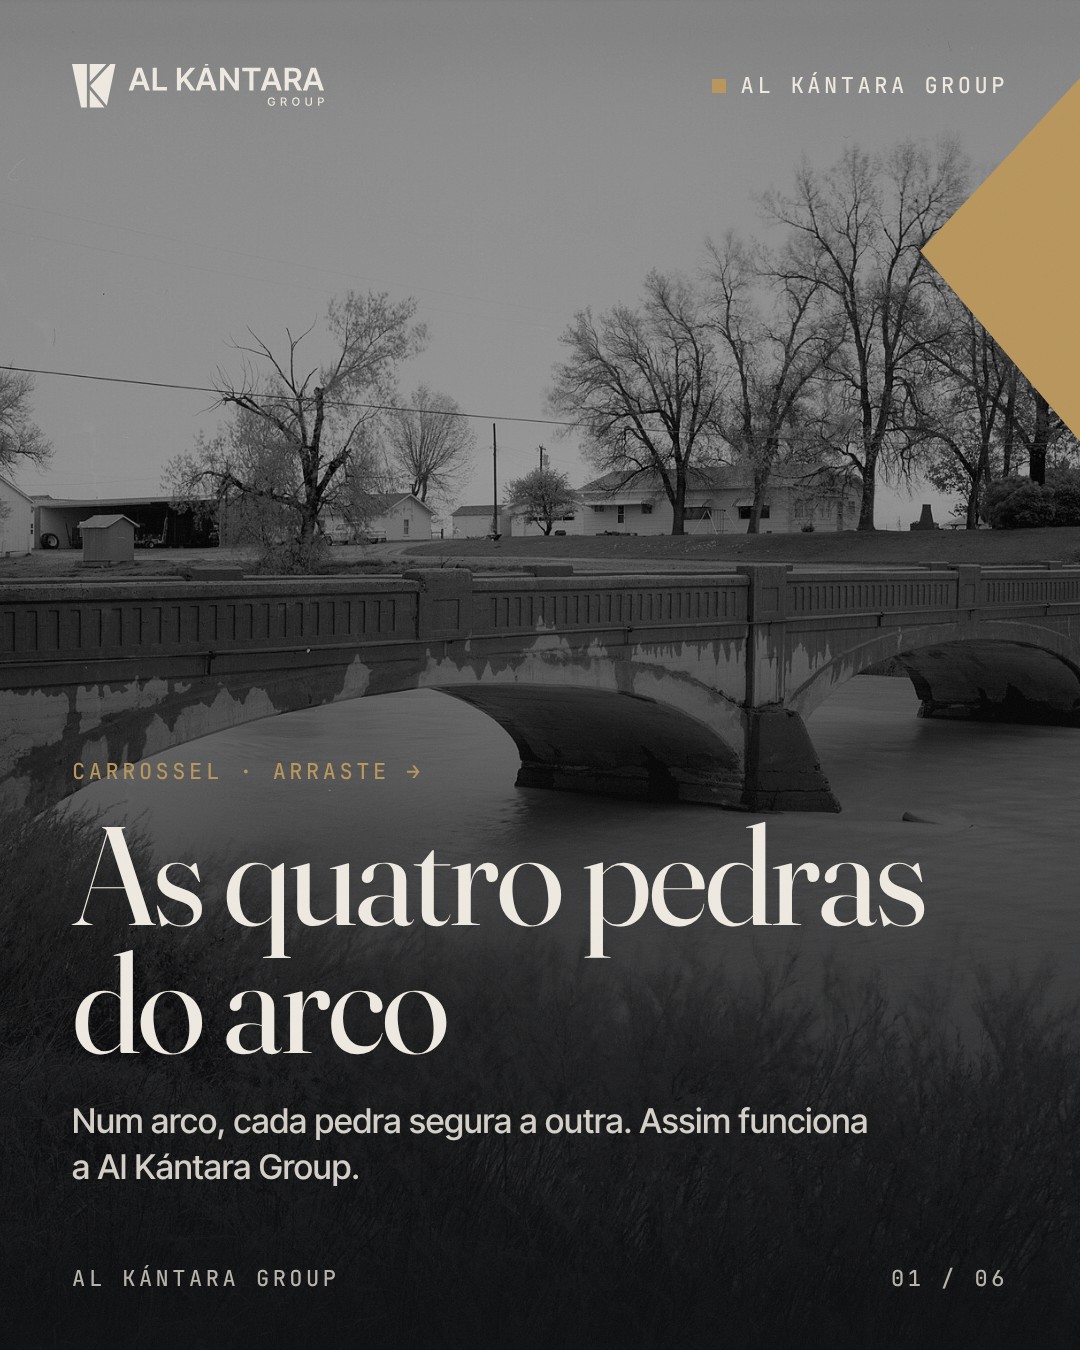 AL KÁNTARA
GROUP
AL KÁNTARA GROUP
CARROSSEL · ARRASTE →
As quatro pedras
do arco
Num arco, cada pedra segura a outra. Assim funciona
a Al Kántara Group.
AL KÁNTARA GROUP
01 / 06